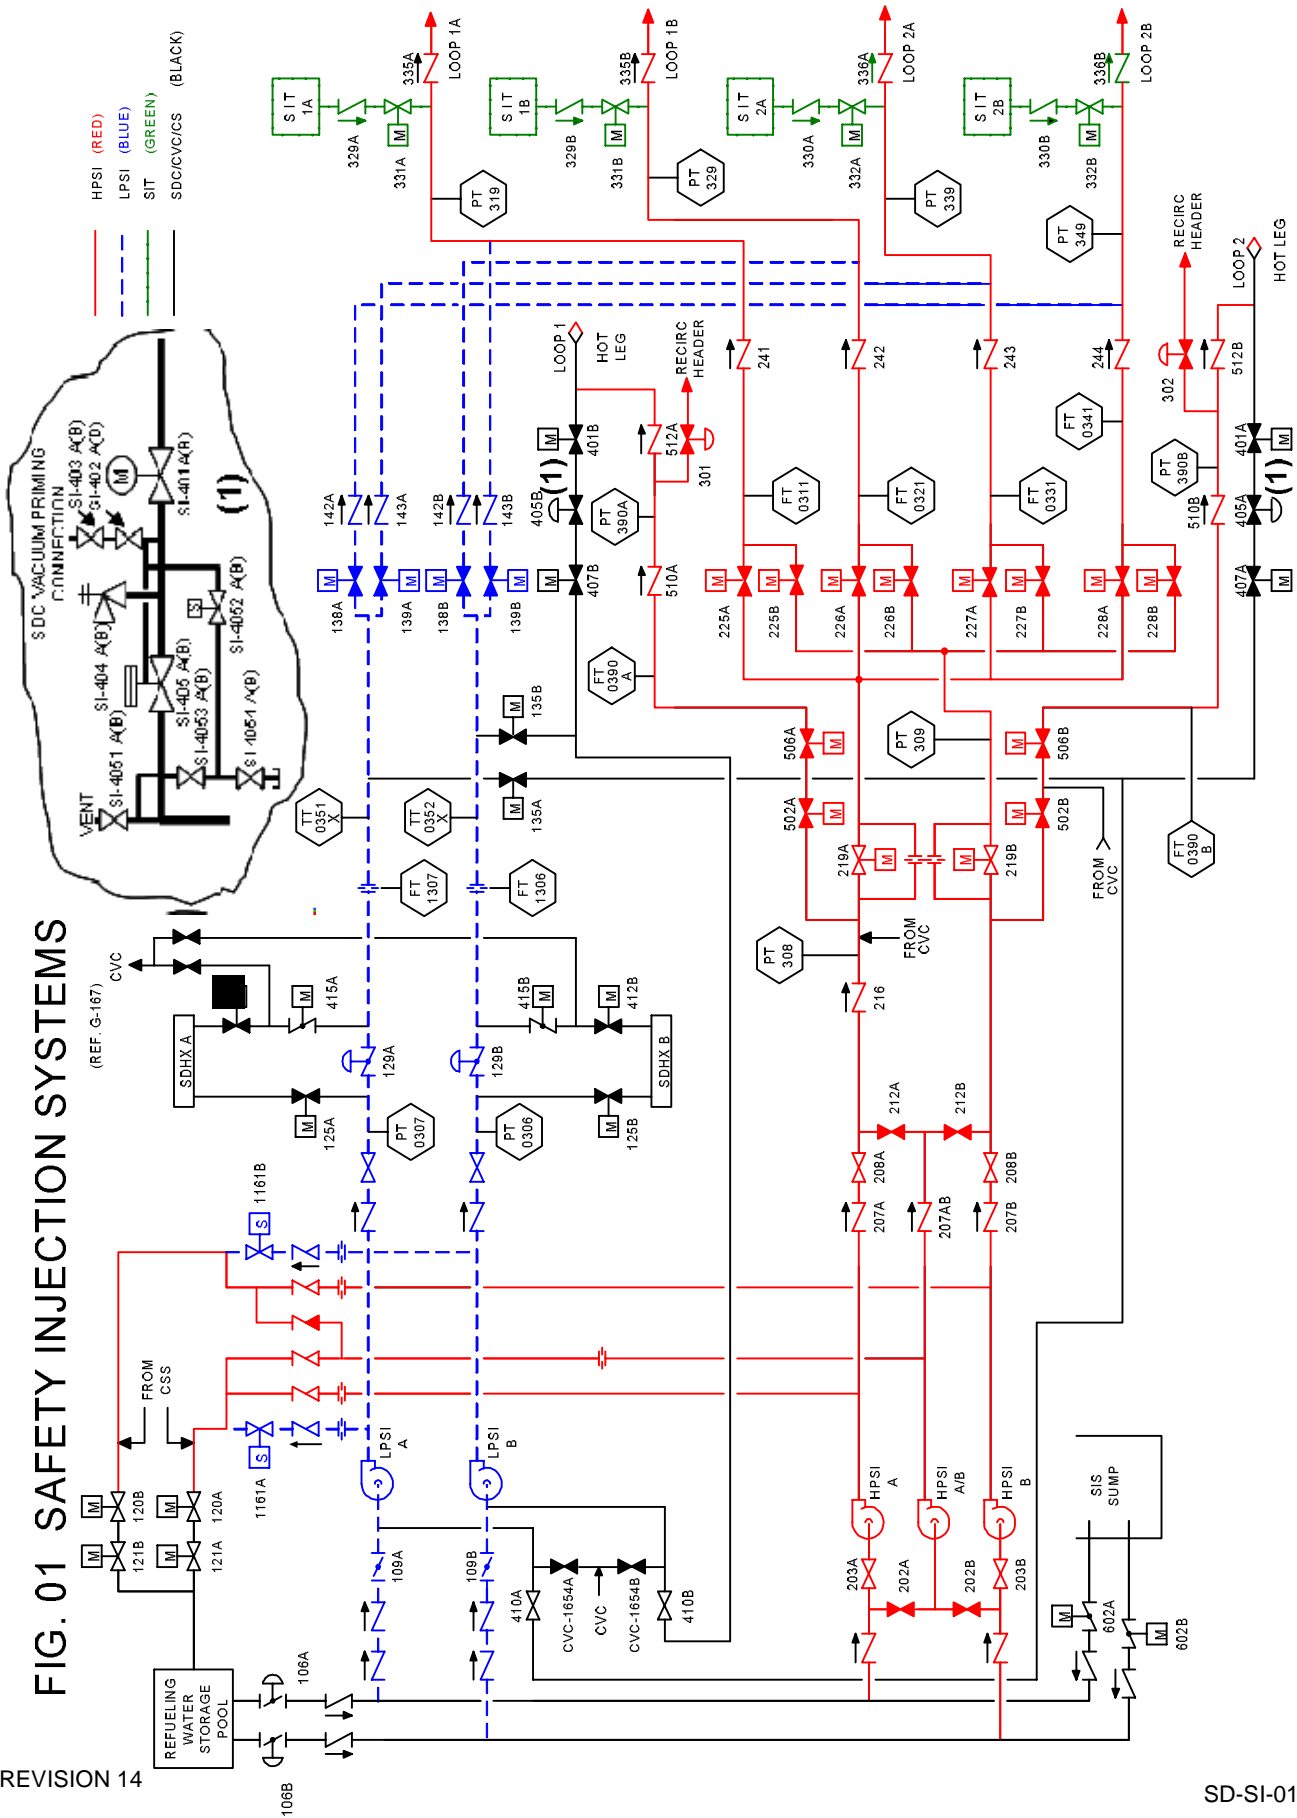 FIG. 01 SAFETY INJECTION SYSTEMS
(REF. G-167)
HPSI (RED)
LPSI (BLUE)
SIT (GREEN)
SDC/CVC/CS (BLACK)
SDC VACUUM PRIMING
CONNECTION
SI-403 A(B)
SI-404 A(B)
SI-401 A(B)
SI-405 A(B)
SI-4051 A(B)
SI-4052 A(B)
SI-4053 A(B)
SI-4054 A(B)
VENT
M
S
(1)
REFUELING
WATER
STORAGE
POOL
106A
106B
M
121B
M
120B
M
121A
M
120A
FROM
CSS
1161A
S
1161B
S
LPSI
A
LPSI
B
109A
109B
410A
410B
CVC-1654A
CVC
CVC-1654B
HPSI
A
HPSI
A/B
HPSI
B
203A
202A
202B
203B
SIS
SUMP
M
602A
M
602B
207A
207AB
207B
208A
208B
212A
212B
216
PT
308
FROM
CVC
SDHX A
SDHX B
CVC
M
125A
M
125B
M
415A
M
415B
M
412B
129A
129B
PT
0307
PT
0306
FT
1307
FT
1306
TT
0351
X
TT
0352
X
M
135A
M
135B
219A
M
219B
M
502A
M
506A
M
502B
M
506B
M
FROM
CVC
PT
309
FT
0390
A
FT
0390
B
M
138A
M
139A
M
138B
M
139B
142A
143A
142B
143B
407B
M
405B
(1)
401B
M
LOOP 1
HOT
LEG
510A
PT
390A
512A
301
RECIRC
HEADER
M
225A
M
225B
M
226A
M
226B
M
227A
M
227B
M
228A
M
228B
FT
0311
FT
0321
FT
0331
FT
0341
241
242
243
244
510B
PT
390B
512B
302
RECIRC
HEADER
407A
M
405A
(1)
401A
M
LOOP 2
HOT LEG
SIT
1A
329A
M
331A
PT
319
335A
LOOP 1A
SIT
1B
329B
M
331B
PT
329
335B
LOOP 1B
SIT
2A
330A
M
332A
PT
339
336A
LOOP 2A
SIT
2B
330B
M
332B
PT
349
336B
LOOP 2B
REVISION 14
SD-SI-01